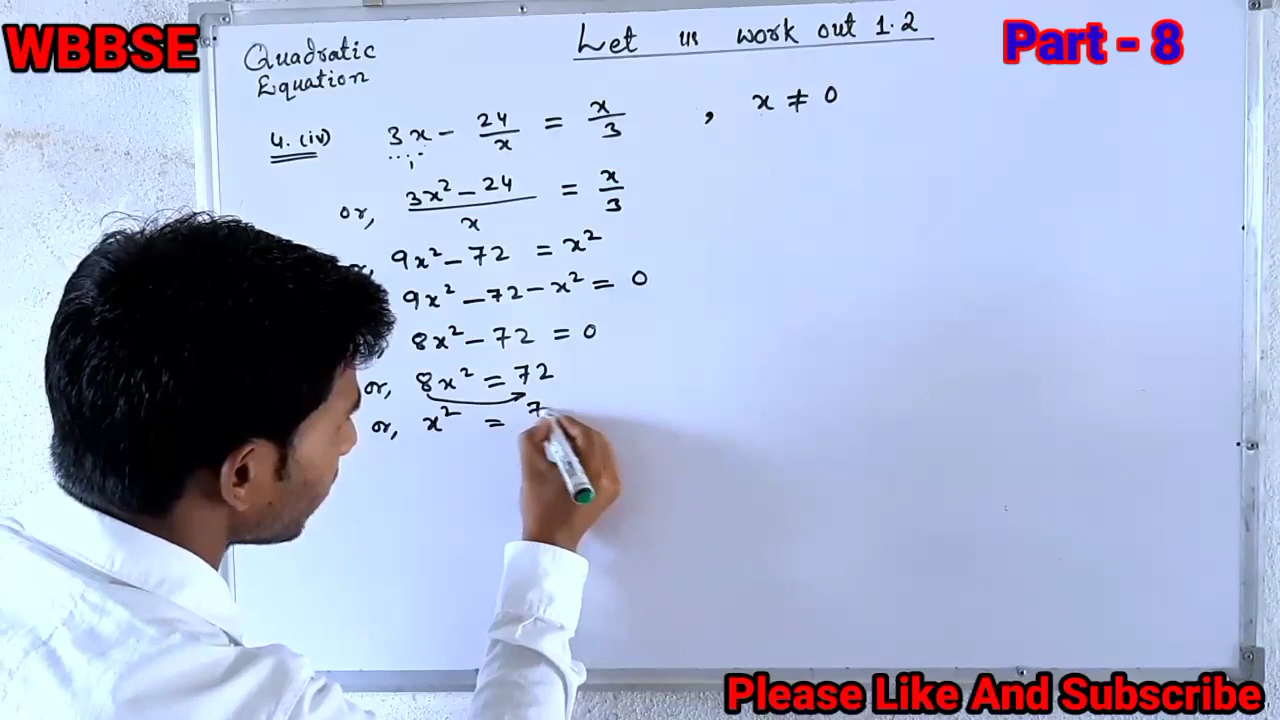 WBBSE
Quadratic
Equation
Let us work out 1.2
Part - 8
4. (iv) 3x - 24/x = x/3 , x ≠ 0
or, (3x² - 24)/x = x/3
9x² - 72 = x²
9x² - 72 - x² = 0
8x² - 72 = 0
or, 8x² = 72
or, x² = 7
Please Like And Subscribe